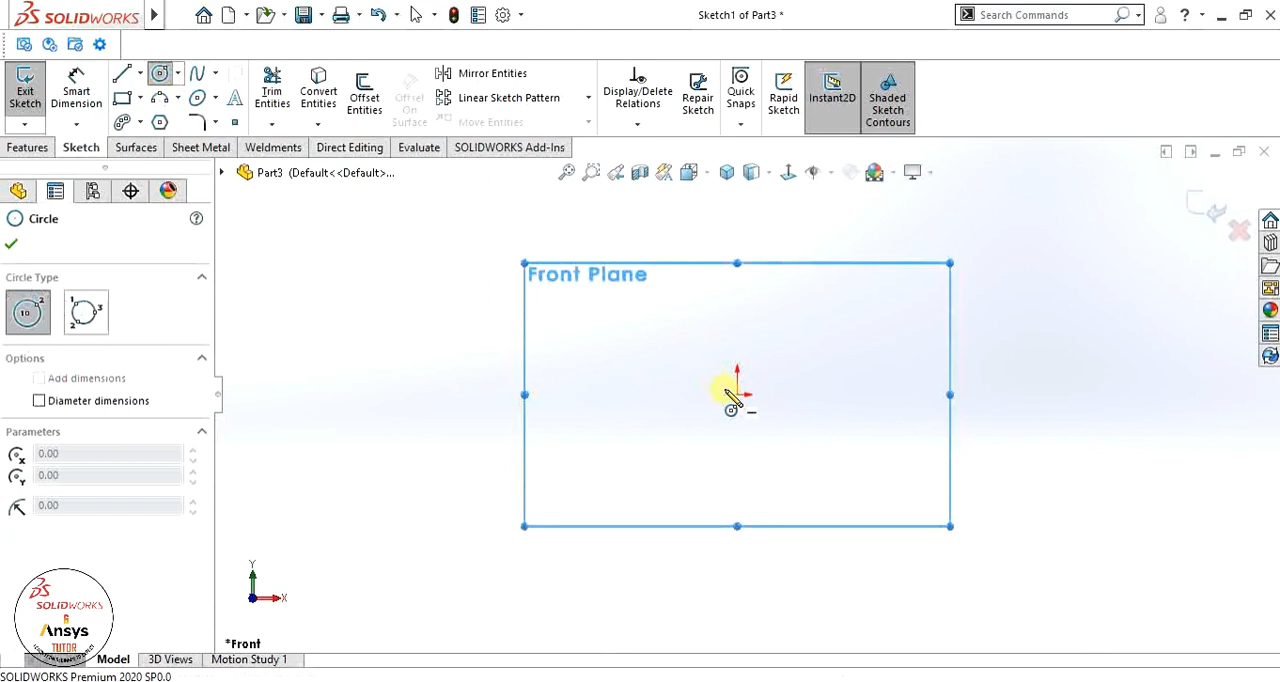 SOLIDWORKS
Sketch1 of Part3 *
Search Commands
?
Exit Sketch
Smart Dimension
Trim Entities
Convert Entities
Offset Entities
Offset On Surface
Mirror Entities
Linear Sketch Pattern
Move Entities
Display/Delete Relations
Repair Sketch
Quick Snaps
Rapid Sketch
Instant2D
Shaded Sketch Contours
Features
Sketch
Surfaces
Sheet Metal
Weldments
Direct Editing
Evaluate
SOLIDWORKS Add-Ins
Part3 (Default<<Default>...
Circle
?
Circle Type
Options
Add dimensions
Diameter dimensions
Parameters
0.00
0.00
0.00
Front Plane
Y
X
*Front
SOLIDWORKS
&
Ansys
TUTOR
Model
3D Views
Motion Study 1
SOLIDWORKS Premium 2020 SP0.0